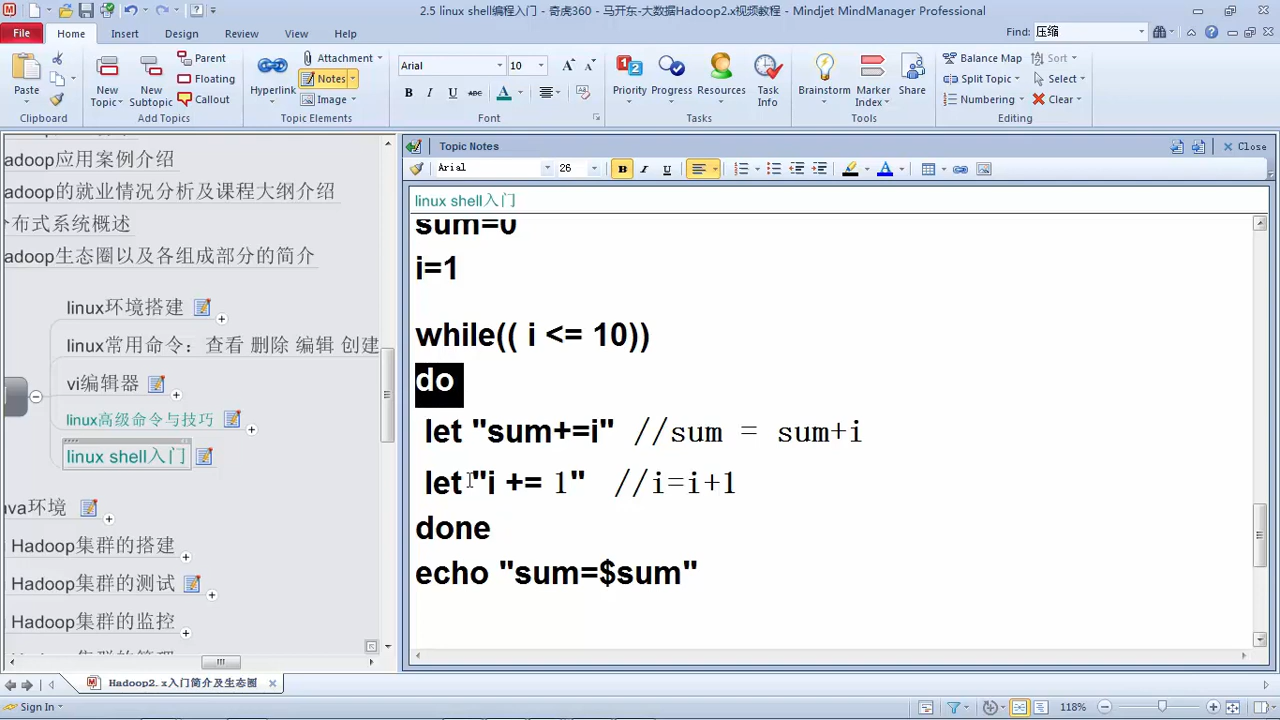 2.5 linux shell编程入门 - 奇虎360 - 马开东-大数据Hadoop2.x视频教程 - Mindjet MindManager Professional
File Home Insert Design Review View Help Find: 压缩
Paste
Clipboard
New Topic New Subtopic Parent Floating Callout
Add Topics
Hyperlink Attachment Notes Image
Topic Elements
Arial 10
B I U ABC A
Font
Priority Progress Resources Task Info
Tasks
Brainstorm Marker Index Share
Tools
Balance Map Sort
Split Topic Select
Numbering Clear
Editing
adoop应用案例介绍
adoop的就业情况分析及课程大纲介绍
布式系统概述
adoop生态圈以及各组成部分的简介
linux环境搭建
linux常用命令：查看 删除 编辑 创建
vi编辑器
linux高级命令与技巧
linux shell入门
ava环境
Hadoop集群的搭建
Hadoop集群的测试
Hadoop集群的监控
Topic Notes Close
Arial 26 B I U A
linux shell入门
sum=0
i=1
while(( i <= 10))
do
let "sum+=i" //sum = sum+i
let "i += 1" //i=i+1
done
echo "sum=$sum"
Hadoop2.x入门简介及生态圈
Sign In 118%